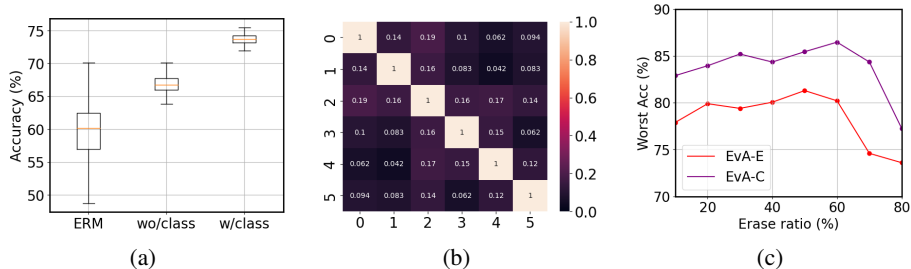 Accuracy (%)
75
70
65
60
55
50
ERM wo/class w/class
(a)
0 1 0.14 0.19 0.1 0.062 0.094
1 0.14 1 0.16 0.083 0.042 0.083
2 0.19 0.16 1 0.16 0.17 0.14
3 0.1 0.083 0.16 1 0.15 0.062
4 0.062 0.042 0.17 0.15 1 0.12
5 0.094 0.083 0.14 0.062 0.12 1
0 1 2 3 4 5
1.0
0.8
0.6
0.4
0.2
0.0
(b)
Worst Acc (%)
90
85
80
75
70
EvA-E
EvA-C
20 40 60 80
Erase ratio (%)
(c)